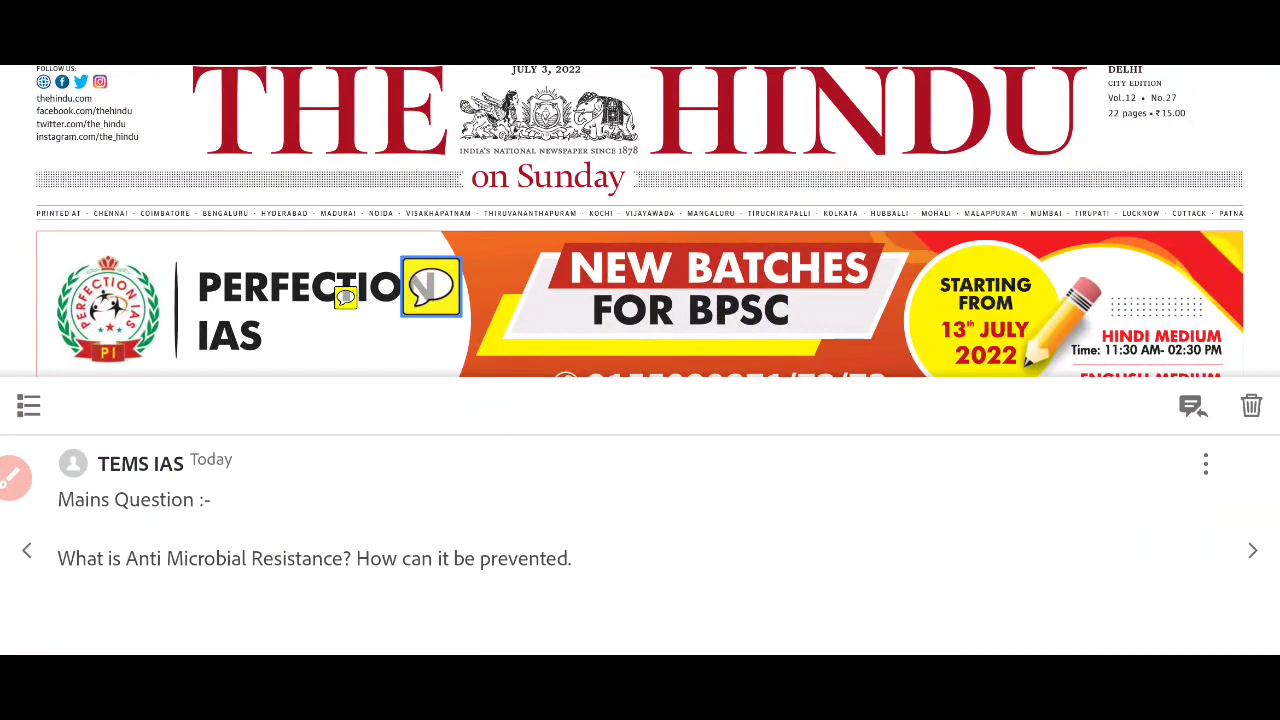 FOLLOW US:
thehindu.com
facebook.com/thehindu
twitter.com/the_hindu
instagram.com/the_hindu
THE HINDU
JULY 3, 2022
INDIA'S NATIONAL NEWSPAPER SINCE 1878
on Sunday
DELHI
CITY EDITION
Vol.12 • No.27
22 pages • ₹15.00
PRINTED AT · CHENNAI · COIMBATORE · BENGALURU · HYDERABAD · MADURAI · NOIDA · VISAKHAPATNAM · THIRUVANANTHAPURAM · KOCHI · VIJAYAWADA · MANGALURU · TIRUCHIRAPALLI · KOLKATA · HUBBALLI · MOHALI · MALAPPURAM · MUMBAI · TIRUPATI · LUCKNOW · CUTTACK · PATNA
PERFECTION IAS
PI
PERFECTION
IAS
NEW BATCHES
FOR BPSC
STARTING
FROM
13th JULY
2022
HINDI MEDIUM
Time: 11:30 AM- 02:30 PM
ENGLISH MEDIUM
TEMS IAS Today
Mains Question :-
What is Anti Microbial Resistance? How can it be prevented.